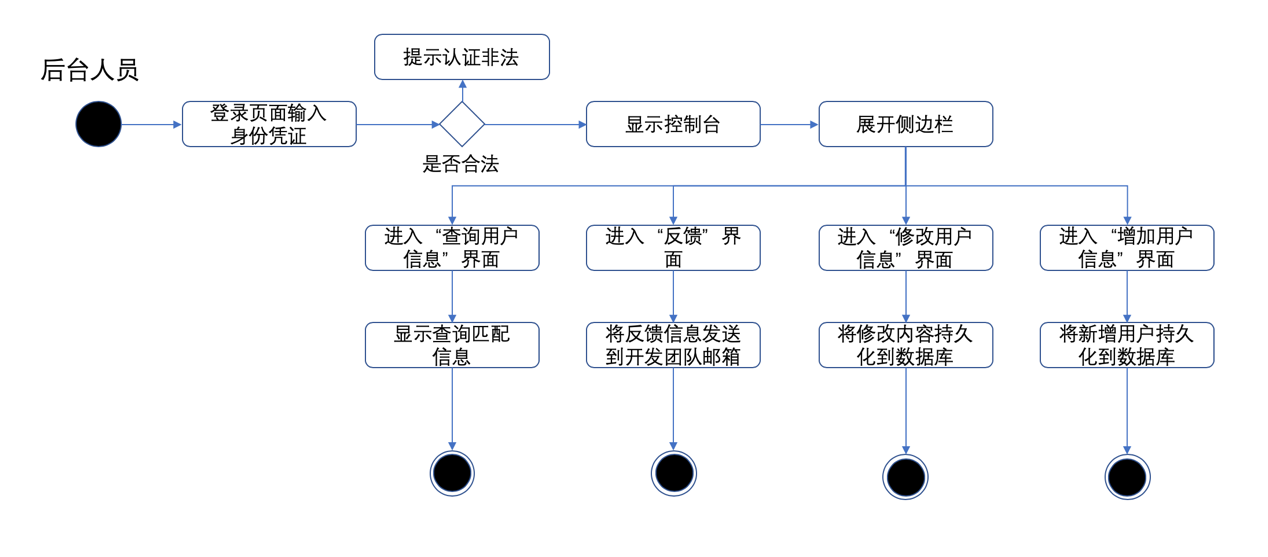 后台人员
提示认证非法
登录页面输入
身份凭证
是否合法
显示控制台
展开侧边栏
进入 “查询用户
信息” 界面
进入 “反馈” 界
面
进入 “修改用户
信息” 界面
进入 “增加用户
信息” 界面
显示查询匹配
信息
将反馈信息发送
到开发团队邮箱
将修改内容持久
化到数据库
将新增用户持久
化到数据库